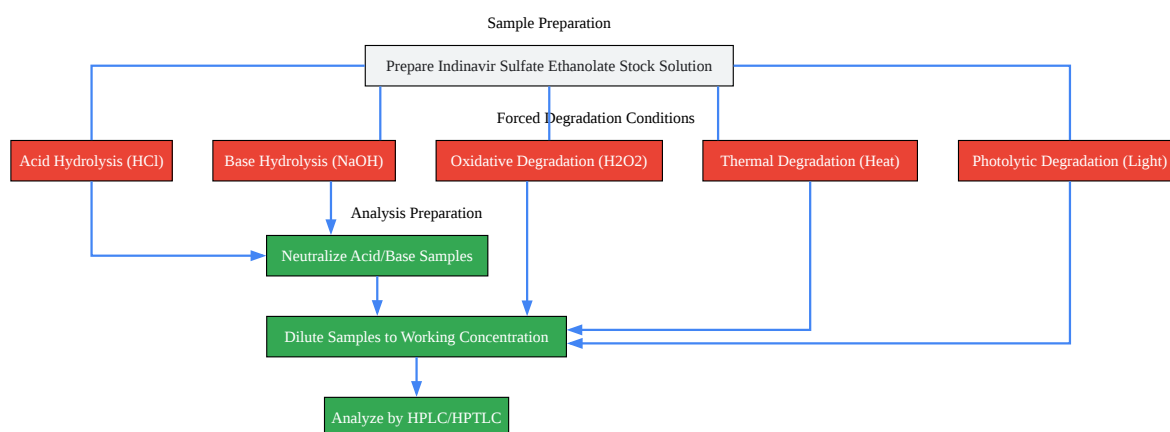 Sample Preparation
Prepare Indinavir Sulfate Ethanolate Stock Solution
Forced Degradation Conditions
Acid Hydrolysis (HCl)
Base Hydrolysis (NaOH)
Oxidative Degradation (H2O2)
Thermal Degradation (Heat)
Photolytic Degradation (Light)
Analysis Preparation
Neutralize Acid/Base Samples
Dilute Samples to Working Concentration
Analyze by HPLC/HPTLC